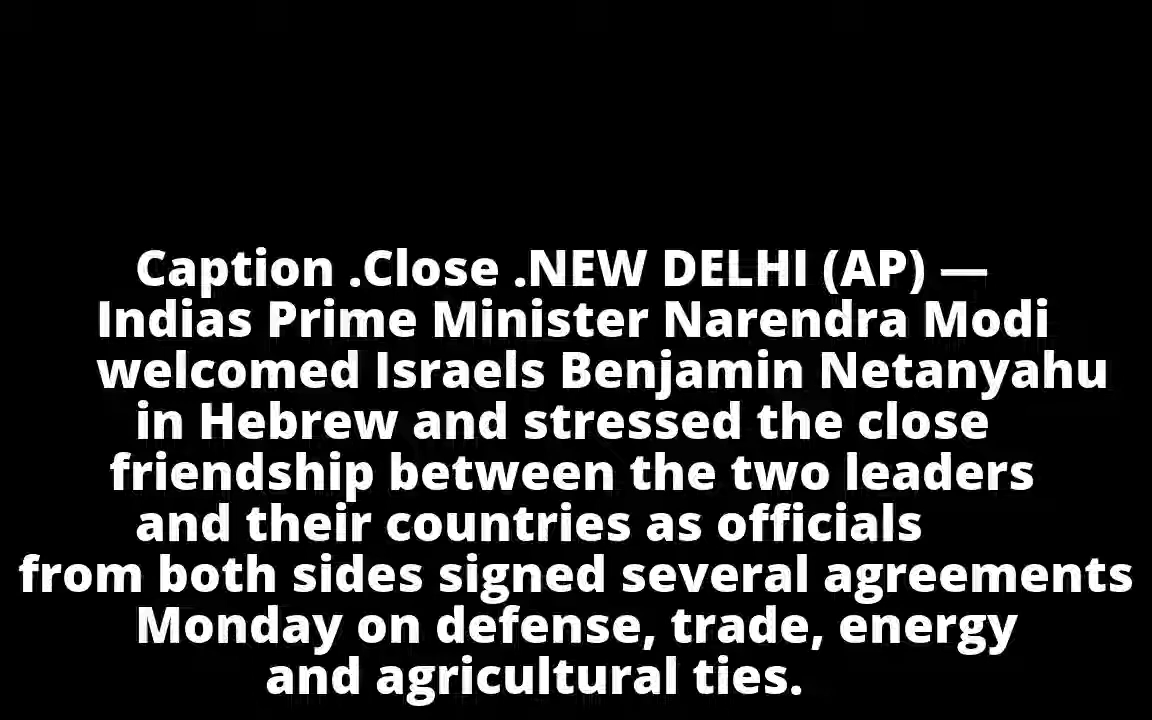 Caption .Close .NEW DELHI (AP) —
Indias Prime Minister Narendra Modi
welcomed Israels Benjamin Netanyahu
in Hebrew and stressed the close
friendship between the two leaders
and their countries as officials
from both sides signed several agreements
Monday on defense, trade, energy
and agricultural ties.